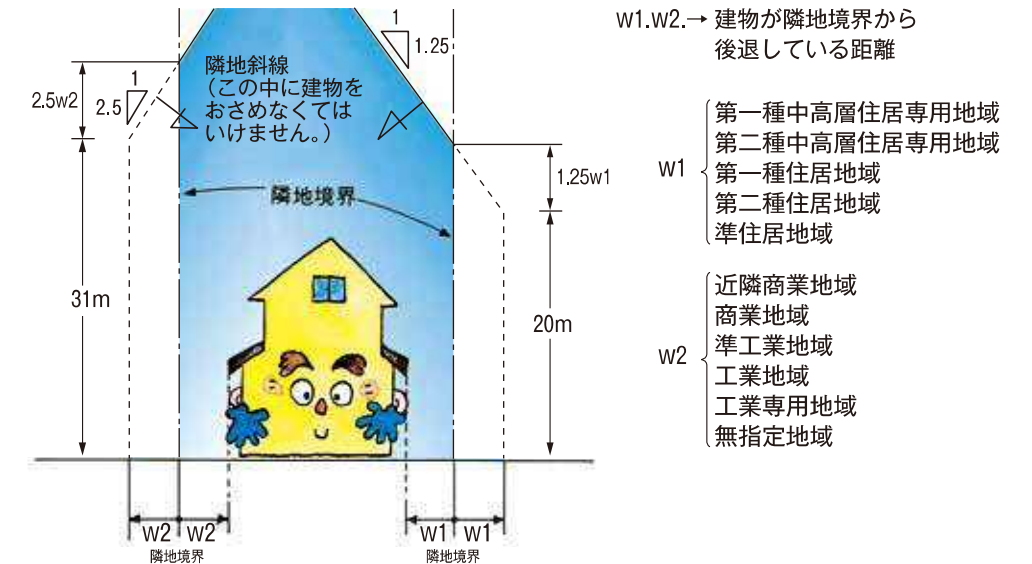 1
1.25
隣地斜線
(この中に建物を
おさめなくては
いけません。)
1
2.5
2.5w2
31m
隣地境界
1.25w1
20m
w2 w2
隣地境界
w1 w1
隣地境界
w1.w2.→ 建物が隣地境界から
後退している距離
w1
第一種中高層住居専用地域
第二種中高層住居専用地域
第一種住居地域
第二種住居地域
準住居地域
w2
近隣商業地域
商業地域
準工業地域
工業地域
工業専用地域
無指定地域